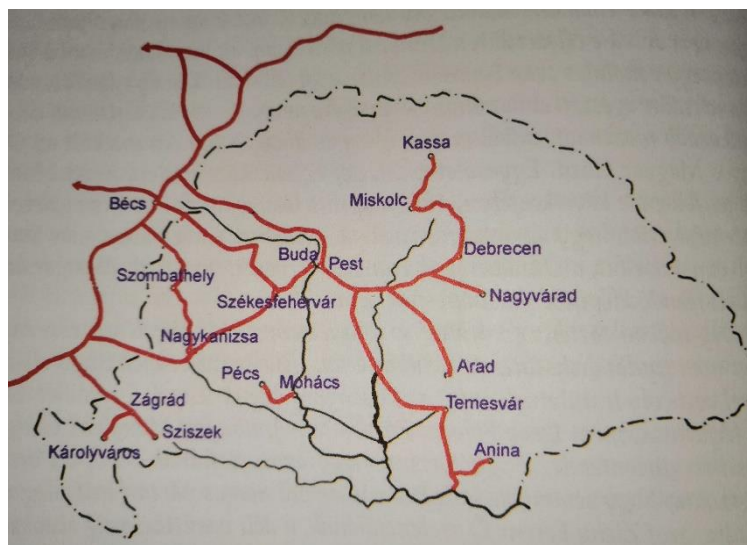 Kassa
Miskolc
Bécs
Debrecen
Buda
Pest
Szombathely
Nagyvárad
Székesfehérvár
Nagykanizsa
Pécs
Mohács
Arad
Zágrád
Temesvár
Sziszek
Károlyváros
Anina